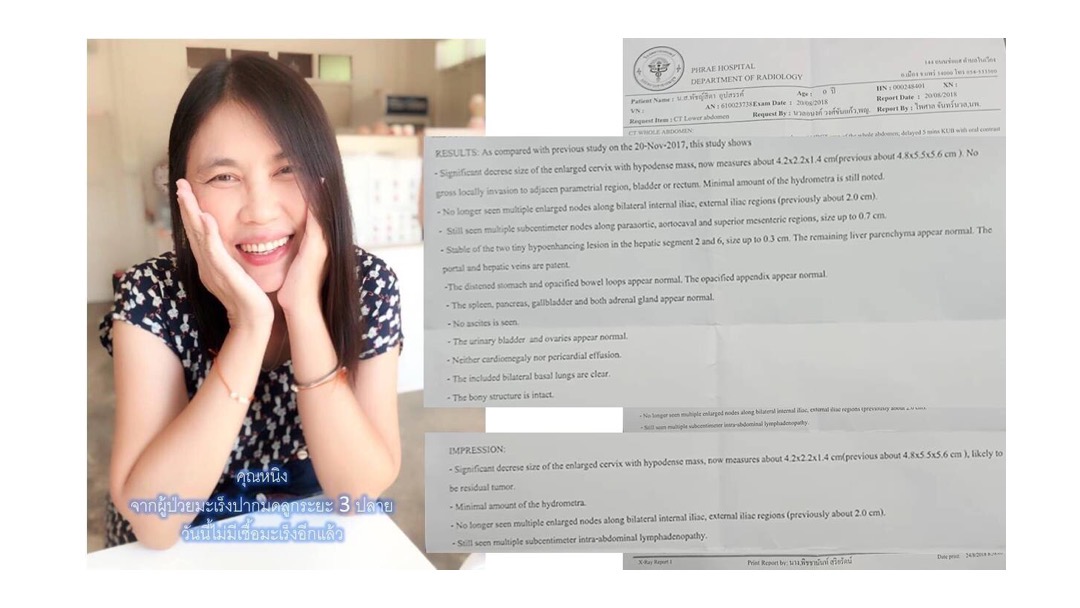 คุณหนิง
จากผู้ป่วยมะเร็งปากมดลูกระยะ 3 ปลาย
วันนี้ไม่มีเชื้อมะเร็งอีกแล้ว
PHRAE HOSPITAL
DEPARTMENT OF RADIOLOGY
Patient Name : น.ส.พิชญ์สิตา อุปสรรค์ Age : 0 ปี HN : 000248401 XN :
VN : AN : 610023738 Exam Date : 20/08/2018 Report Date : 20/08/2018
Request Item : CT Lower abdomen Request By : Report By :
CT WHOLE ABDOMEN:
whole abdomen, delayed 5 mins KUB with oral contrast
RESULTS: As compared with previous study on the 20-Nov-2017, this study shows
- Significant decrese size of the enlarged cervix with hypodense mass, now measures about 4.2x2.2x1.4 cm(previous about 4.8x5.5x5.6 cm ). No
gross locally invasion to adjacen parametrial region, bladder or rectum. Minimal amount of the hydrometra is still noted.
- No longer seen multiple enlarged nodes along bilateral internal iliac, external iliac regions (previously about 2.0 cm).
- Still seen multiple subcentimeter nodes along paraaortic, aortocaval and superior mesenteric regions, size up to 0.7 cm.
- Stable of the two tiny hypoenhancing lesion in the hepatic segment 2 and 6, size up to 0.3 cm. The remaining liver parenchyma appear normal. The
portal and hepatic veins are patent.
-The distened stomach and opacified bowel loops appear normal. The opacified appendix appear normal.
- The spleen, pancreas, gallbladder and both adrenal gland appear normal.
- No ascites is seen.
- The urinary bladder and ovaries appear normal.
- Neither cardiomegaly nor pericardial effusion.
- The included bilateral basal lungs are clear.
- The bony structure is intact.
- No longer seen multiple enlarged nodes along bilateral internal iliac, external iliac regions (previously about 2.0 cm).
- Still seen multiple subcentimeter intra-abdominal lymphadenopathy.
IMPRESSION:
- Significant decrese size of the enlarged cervix with hypodense mass, now measures about 4.2x2.2x1.4 cm(previous about 4.8x5.5x5.6 cm ), likely to
be residual tumor.
- Minimal amount of the hydrometra.
- No longer seen multiple enlarged nodes along bilateral internal iliac, external iliac regions (previously about 2.0 cm).
- Still seen multiple subcentimeter intra-abdominal lymphadenopathy.
X-Ray Report 1 Print Report by: Date print: